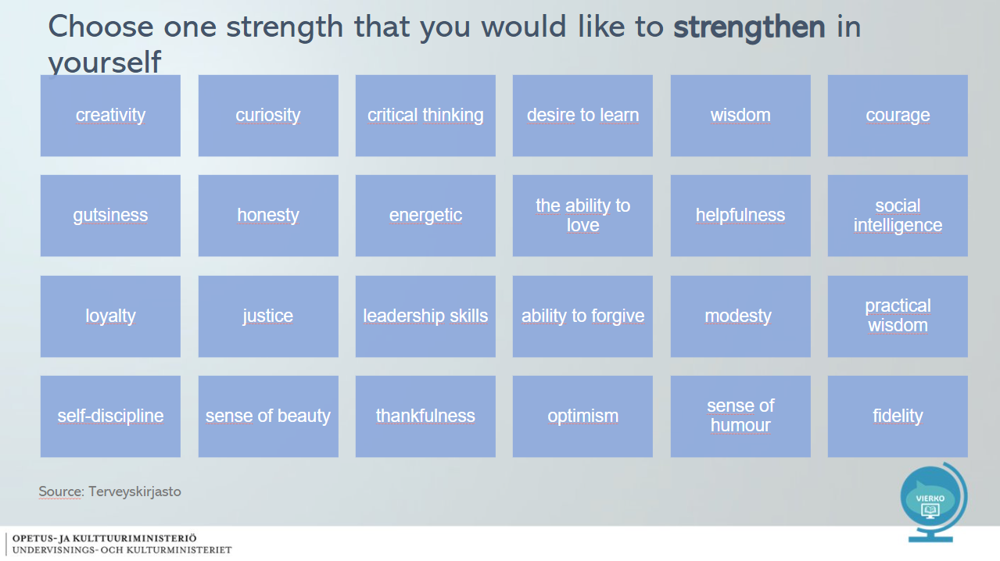 Choose one strength that you would like to strengthen in
yourself
creativity
curiosity
critical thinking
desire to learn
wisdom
courage
gutsiness
honesty
energetic
the ability to
love
helpfulness
social
intelligence
loyalty
justice
leadership skills
ability to forgive
modesty
practical
wisdom
self-discipline
sense of beauty
thankfulness
optimism
sense of
humour
fidelity
Source: Terveyskirjasto
VIERKO
OPETUS- JA KULTTUURIMINISTERIÖ
UNDERVISNINGS- OCH KULTURMINISTERIET